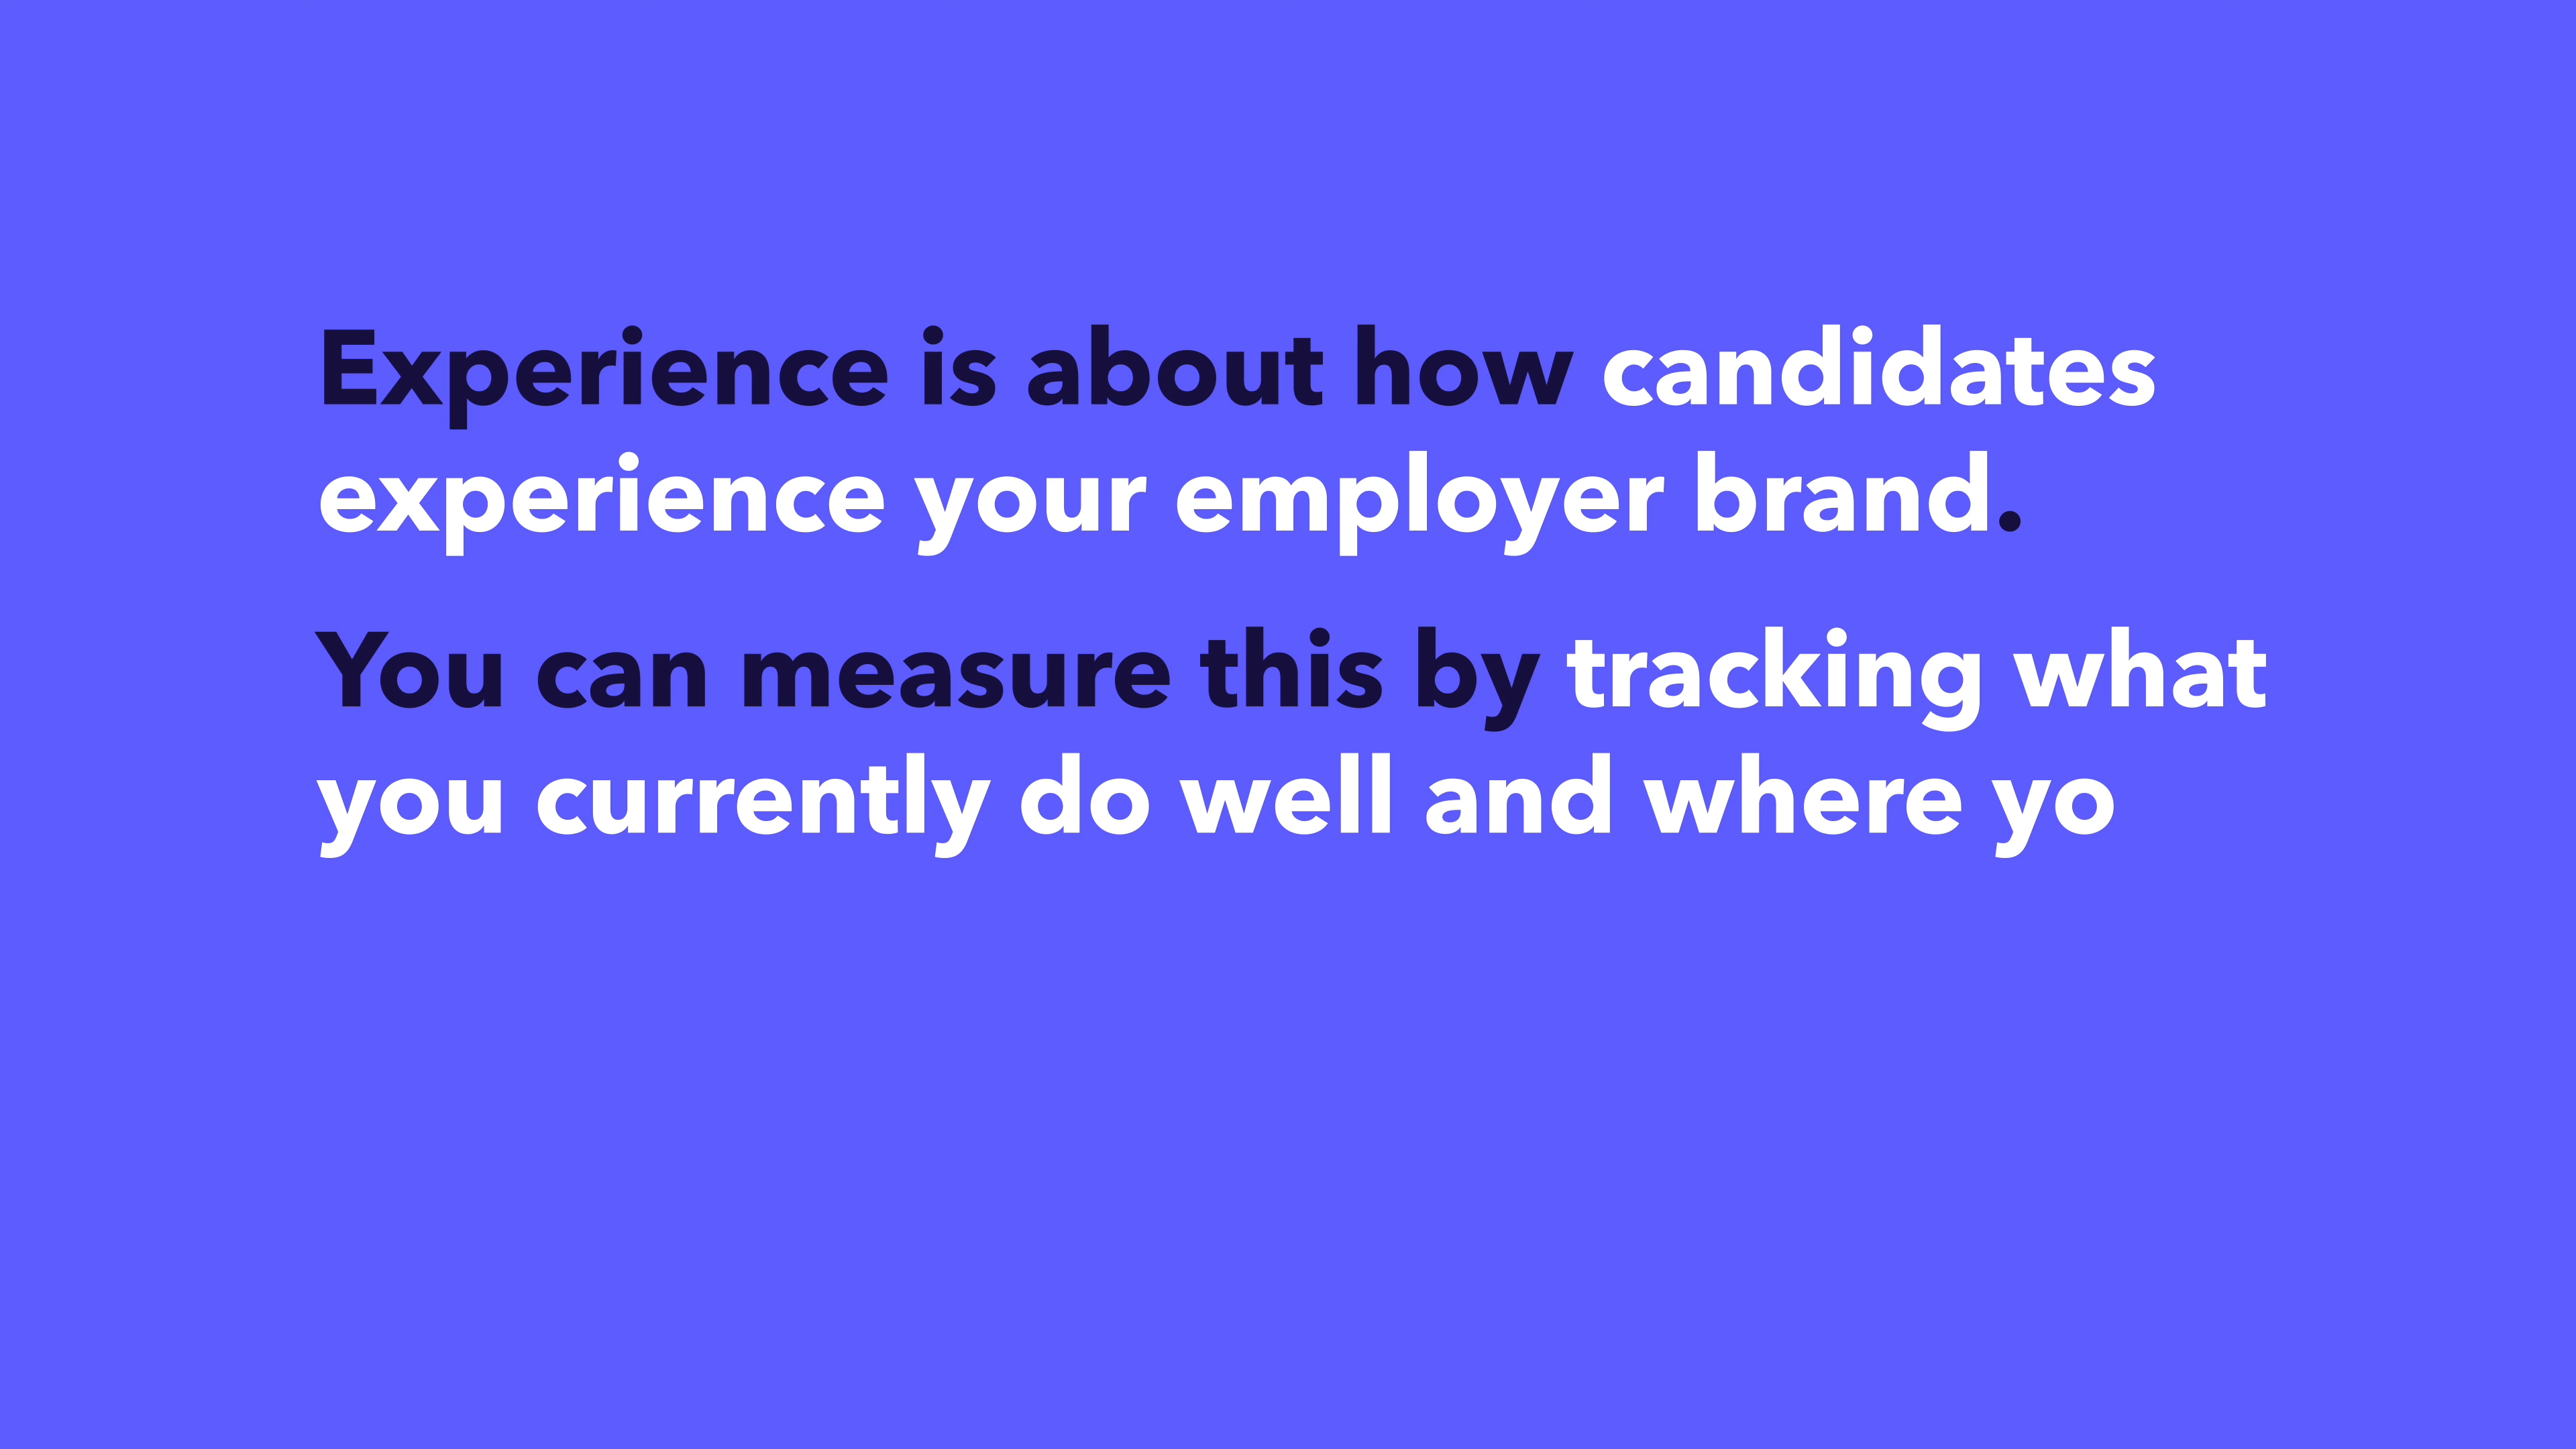 Experience is about how candidates
experience your employer brand.
You can measure this by tracking what
you currently do well and where yo